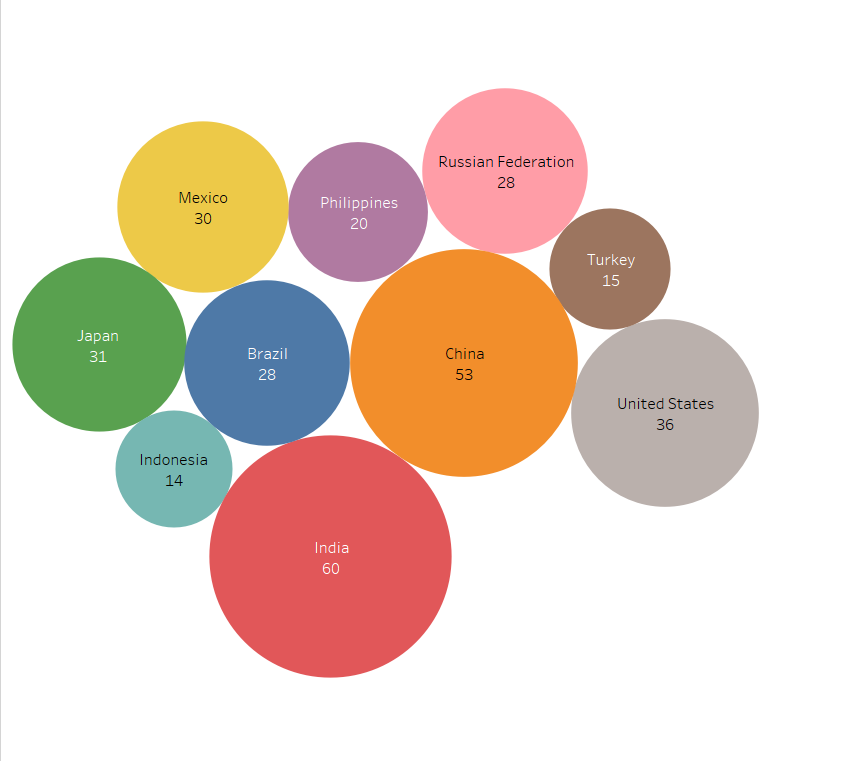 Russian Federation
28
Mexico
30
Philippines
20
Turkey
15
Japan
31
Brazil
28
China
53
United States
36
Indonesia
14
India
60